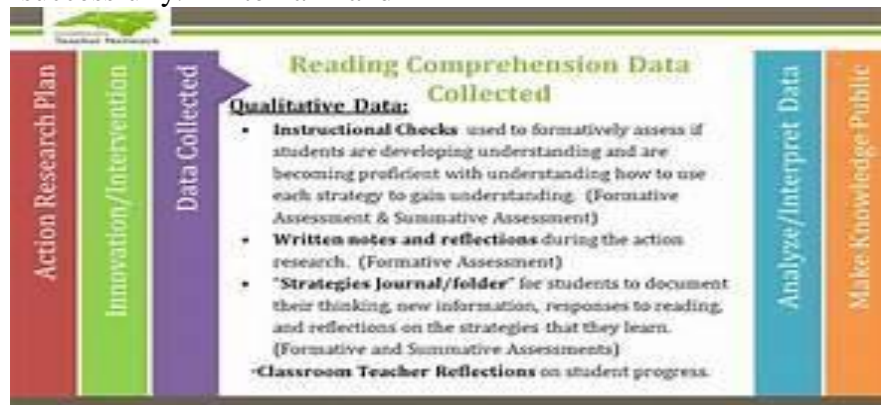 Teacher Network
Action Research Plan
Innovation/Intervention
Data Collected
Reading Comprehension Data
Collected
Qualitative Data:
• Instructional Checks used to formatively assess if
students are developing understanding and are
becoming proficient with understanding how to use
each strategy to gain understanding. (Formative
Assessment & Summative Assessment)
• Written notes and reflections during the action
research. (Formative Assessment)
• "Strategies Journal/folder" for students to document
their thinking, new information, responses to reading,
and reflections on the strategies that they learn.
(Formative and Summative Assessments)
•Classroom Teacher Reflections on student progress.
Analyze/Interpret Data
Make Knowledge Public